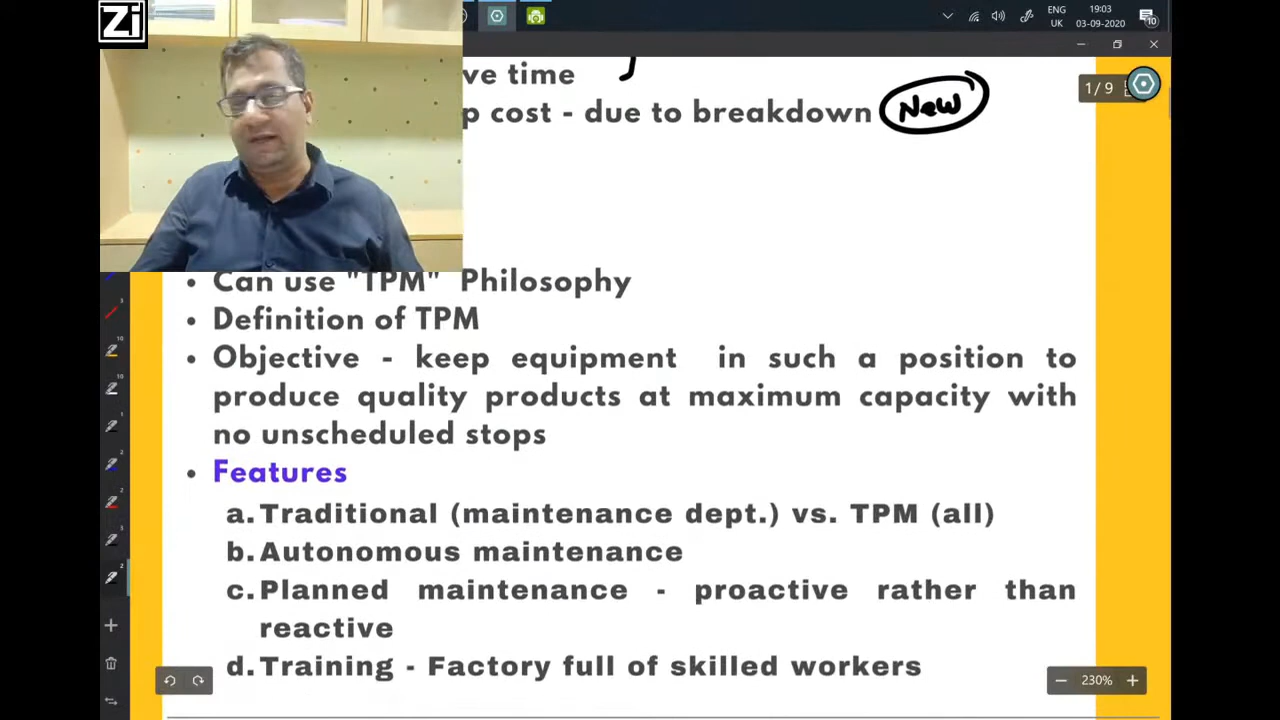 Zi
ENG
UK
19:03
03-09-2020
10
ve time
p cost - due to breakdown New
1/9
• Can use "TPM" Philosophy
• Definition of TPM
• Objective - keep equipment in such a position to
produce quality products at maximum capacity with
no unscheduled stops
• Features
a. Traditional (maintenance dept.) vs. TPM (all)
b. Autonomous maintenance
c. Planned maintenance - proactive rather than
reactive
d. Training - Factory full of skilled workers
230%